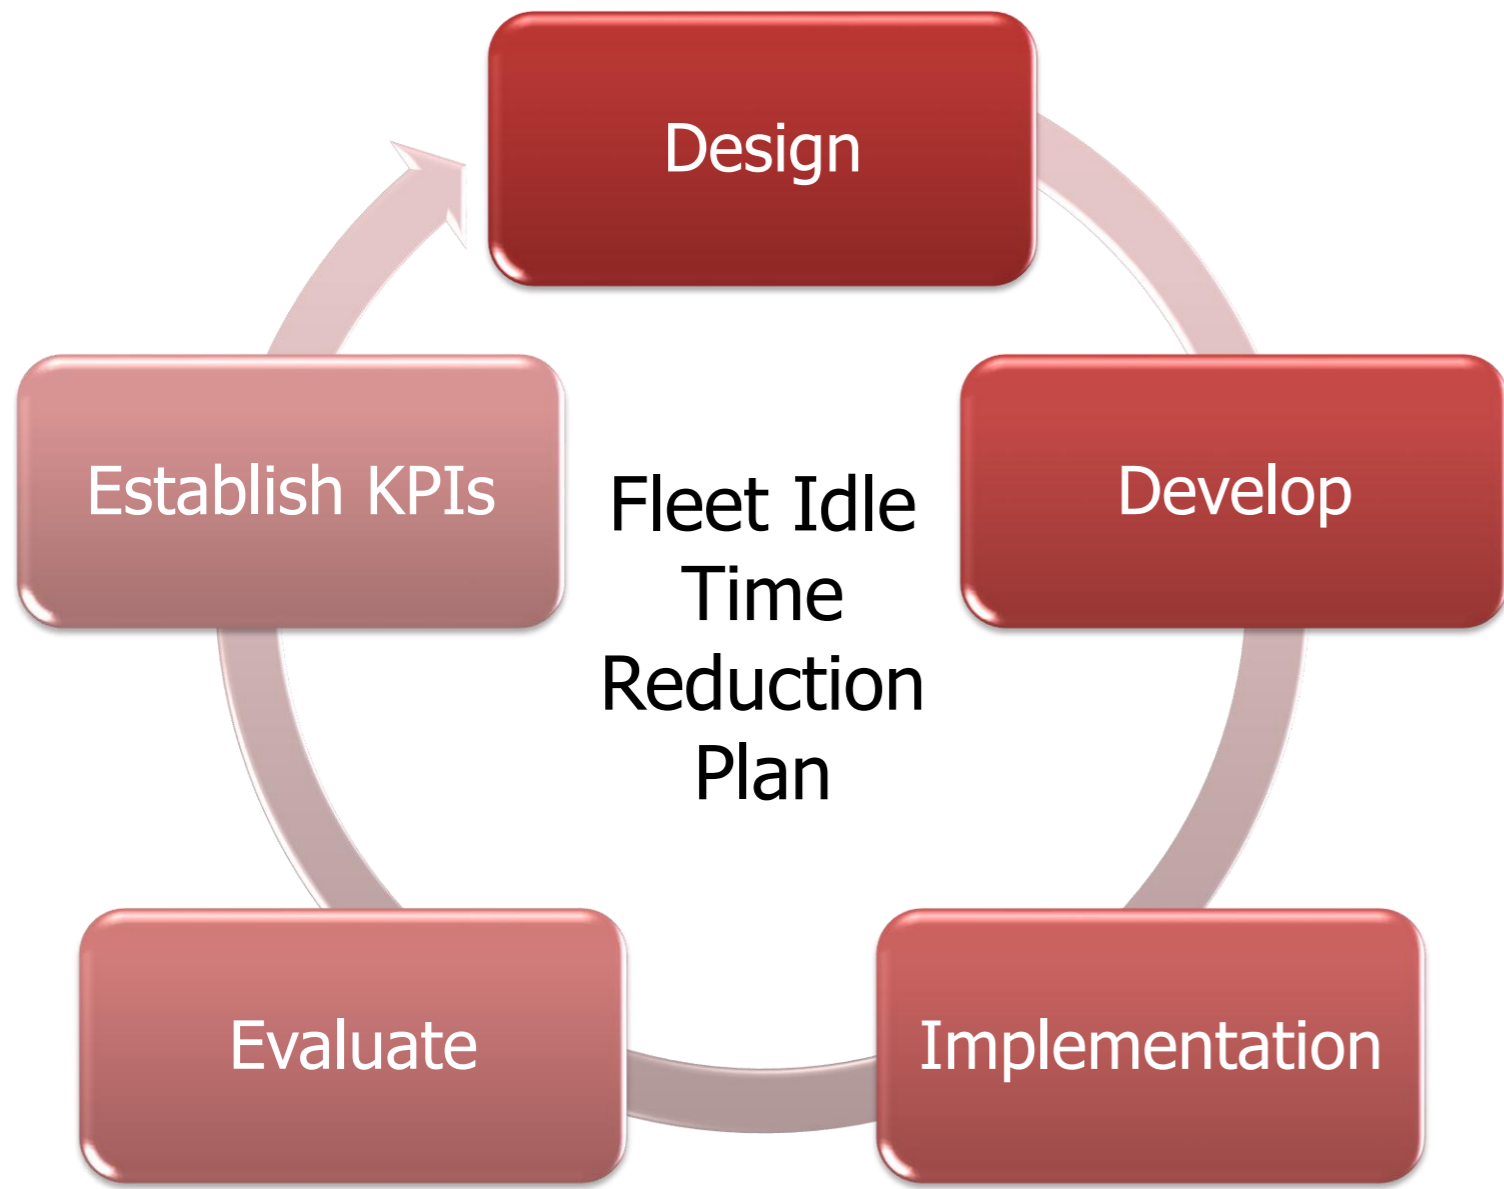 Design
Develop
Implementation
Evaluate
Establish KPIs
Fleet Idle
Time
Reduction
Plan